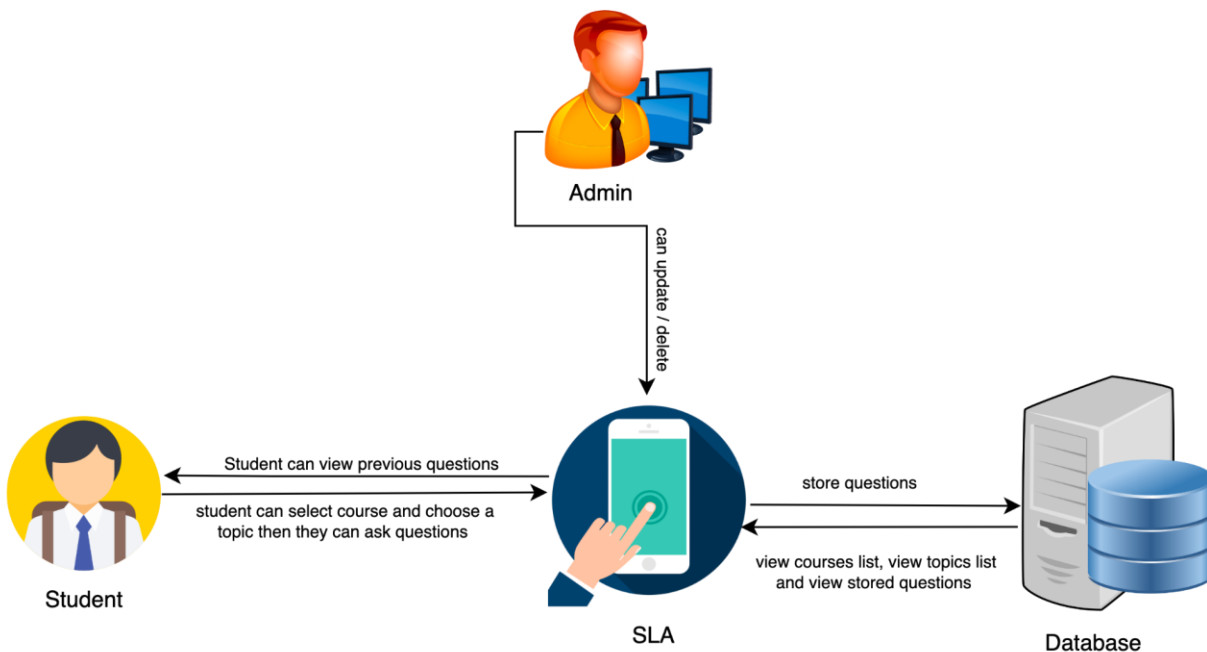 Admin
can update / delete
Student can view previous questions
student can select course and choose a
topic then they can ask questions
store questions
view courses list, view topics list
and view stored questions
Student
SLA
Database